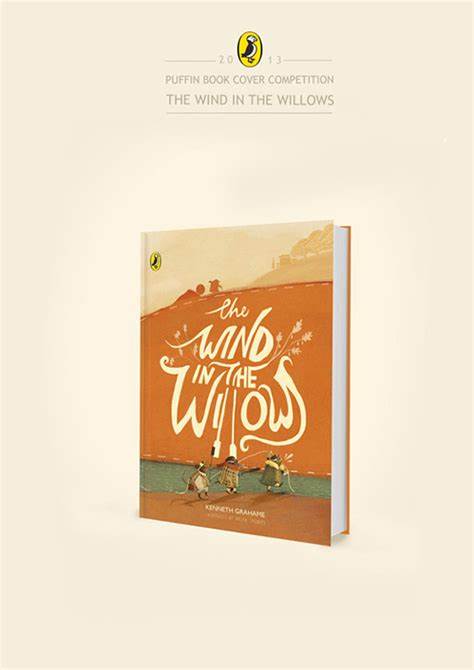 2013
PUFFIN BOOK COVER COMPETITION
THE WIND IN THE WILLOWS
the
WIND
IN THE
WILLOWS
KENNETH GRAHAME